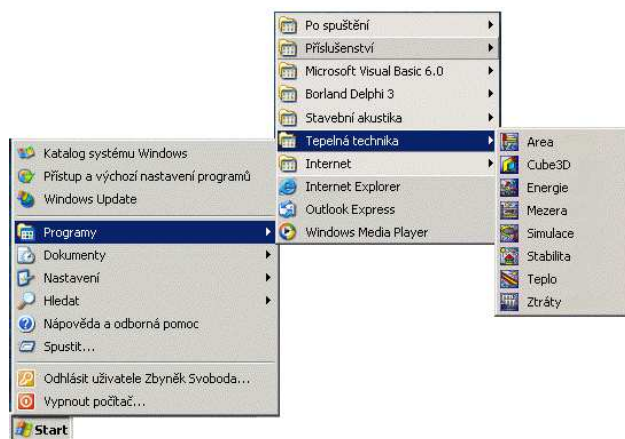 Po spuštění
Příslušenství
Microsoft Visual Basic 6.0
Borland Delphi 3
Stavební akustika
Tepelná technika
Internet
Internet Explorer
Outlook Express
Windows Media Player
Area
Cube3D
Energie
Mezera
Simulace
Stabilita
Teplo
Ztráty
Katalog systému Windows
Přístup a výchozí nastavení programů
Windows Update
Programy
Dokumenty
Nastavení
Hledat
Nápověda a odborná pomoc
Spustit...
Odhlásit uživatele Zbyněk Svoboda...
Vypnout počítač...
Start